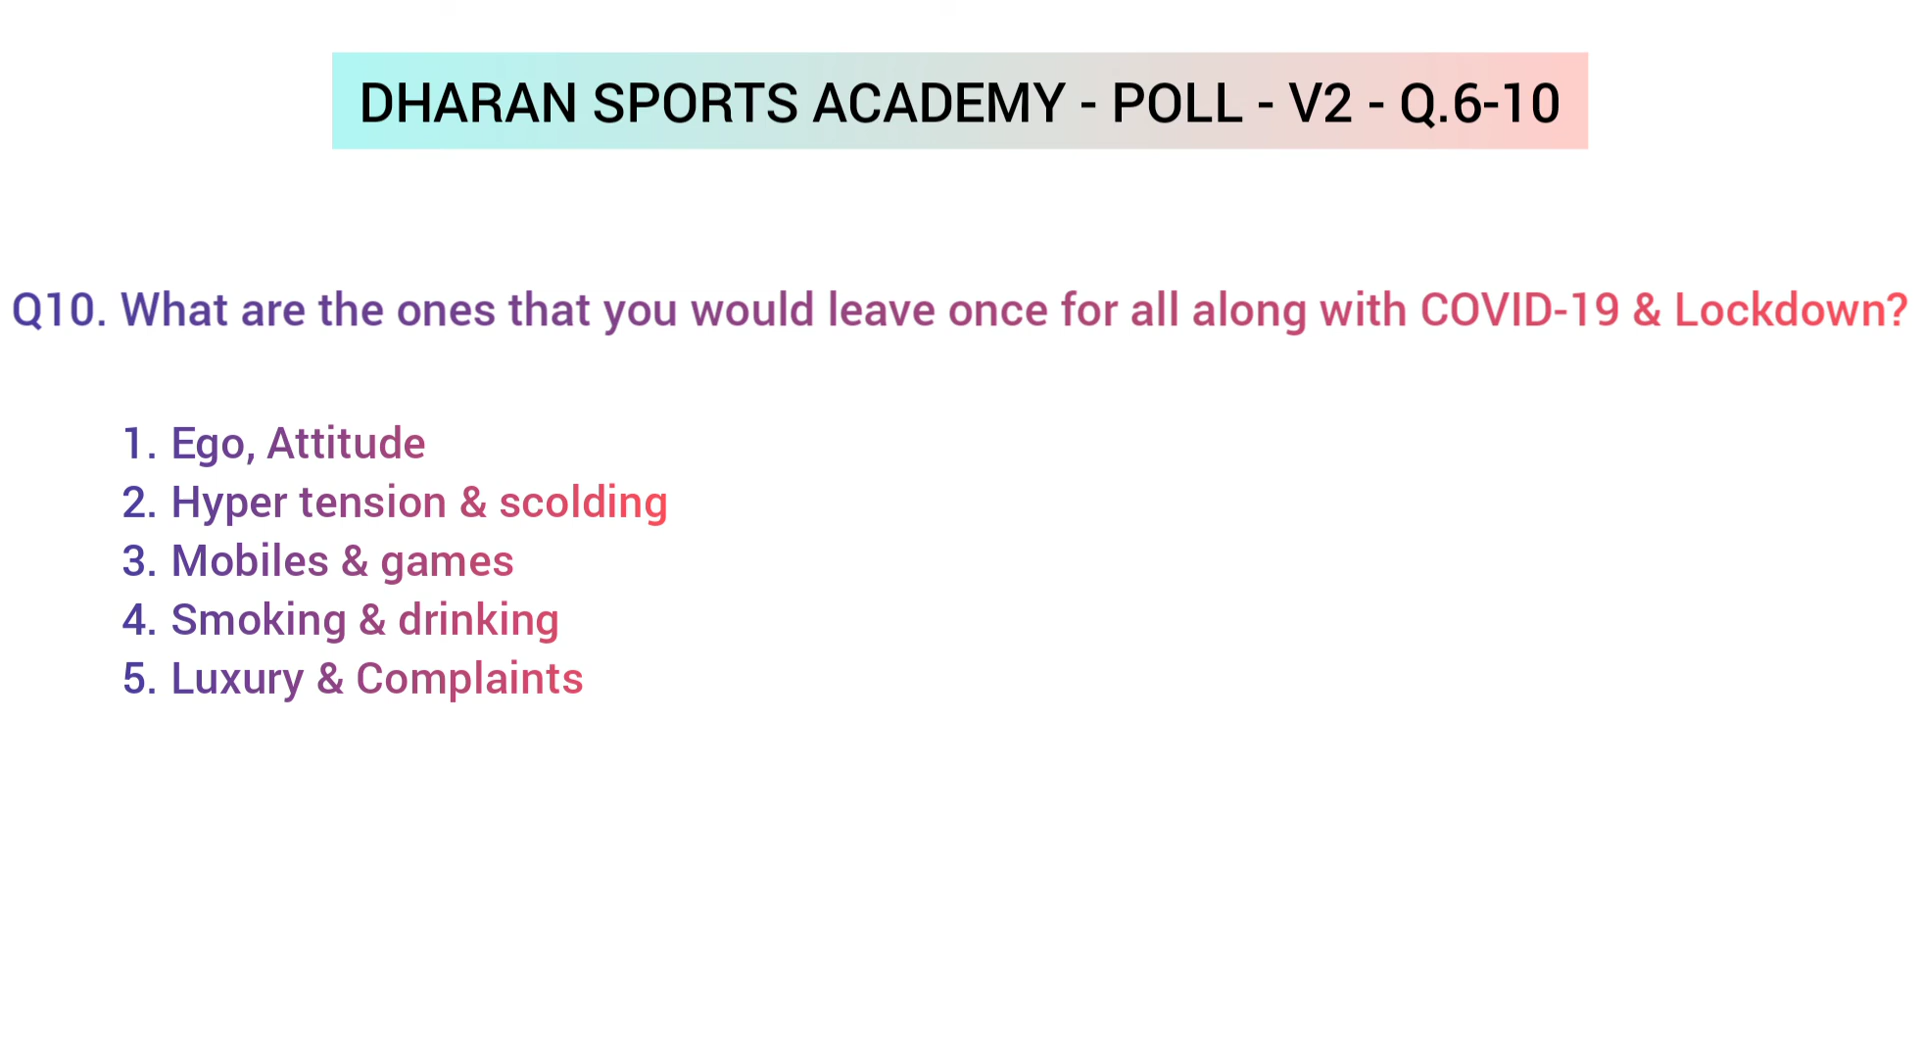 DHARAN SPORTS ACADEMY - POLL - V2 - Q.6-10
Q10. What are the ones that you would leave once for all along with COVID-19 & Lockdown?
1. Ego, Attitude
2. Hyper tension & scolding
3. Mobiles & games
4. Smoking & drinking
5. Luxury & Complaints